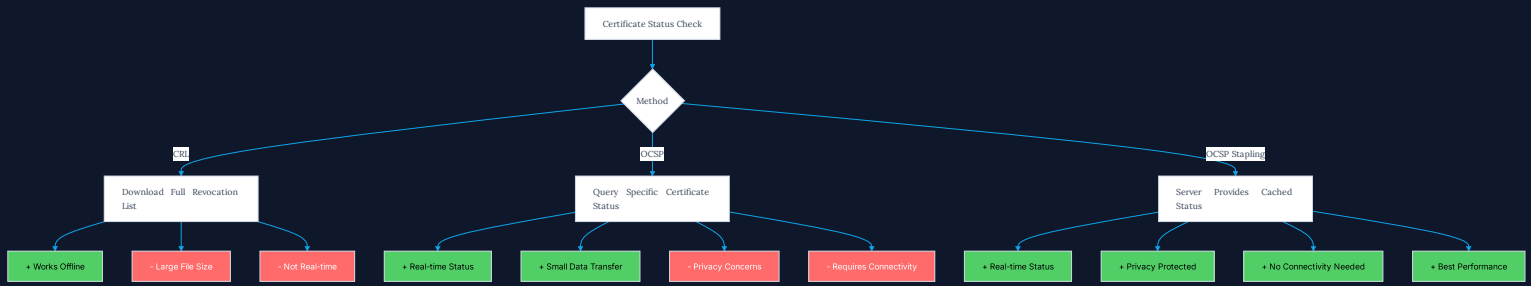 Certificate Status Check
Method
CRL
OCSP
OCSP Stapling
Download Full Revocation
List
Query Specific Certificate
Status
Server Provides Cached
Status
+ Works Offline
- Large File Size
- Not Real-time
+ Real-time Status
+ Small Data Transfer
- Privacy Concerns
- Requires Connectivity
+ Real-time Status
+ Privacy Protected
+ No Connectivity Needed
+ Best Performance